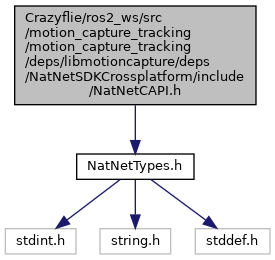 Crazyflie/ros2_ws/src
/motion_capture_tracking
/motion_capture_tracking
/deps/libmotioncapture/deps
/NatNetSDKCrossplatform/include
/NatNetCAPI.h
NatNetTypes.h
stdint.h
string.h
stddef.h